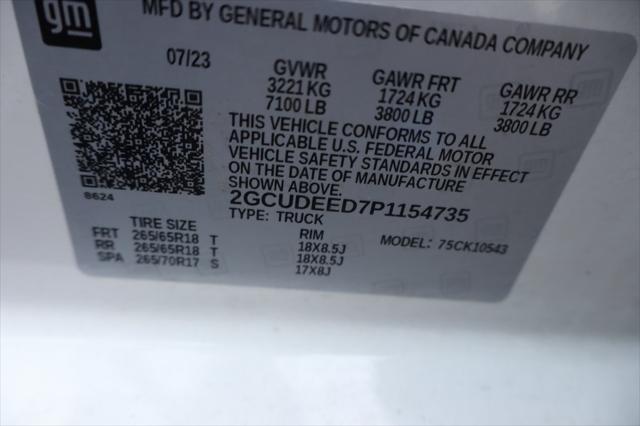 gm
MFD BY GENERAL MOTORS OF CANADA COMPANY
07/23 GVWR GAWR FRT GAWR RR
3221 KG 1724 KG 1724 KG
7100 LB 3800 LB 3800 LB
THIS VEHICLE CONFORMS TO ALL
APPLICABLE U.S. FEDERAL MOTOR
VEHICLE SAFETY STANDARDS IN EFFECT
ON THE DATE OF MANUFACTURE
SHOWN ABOVE.
8624
2GCUDEED7P1154735
TYPE: TRUCK
MODEL: 75CK10543
TIRE SIZE RIM
FRT 265/65R18 T 18X8.5J
RR 265/65R18 T 18X8.5J
SPA 265/70R17 S 17X8J